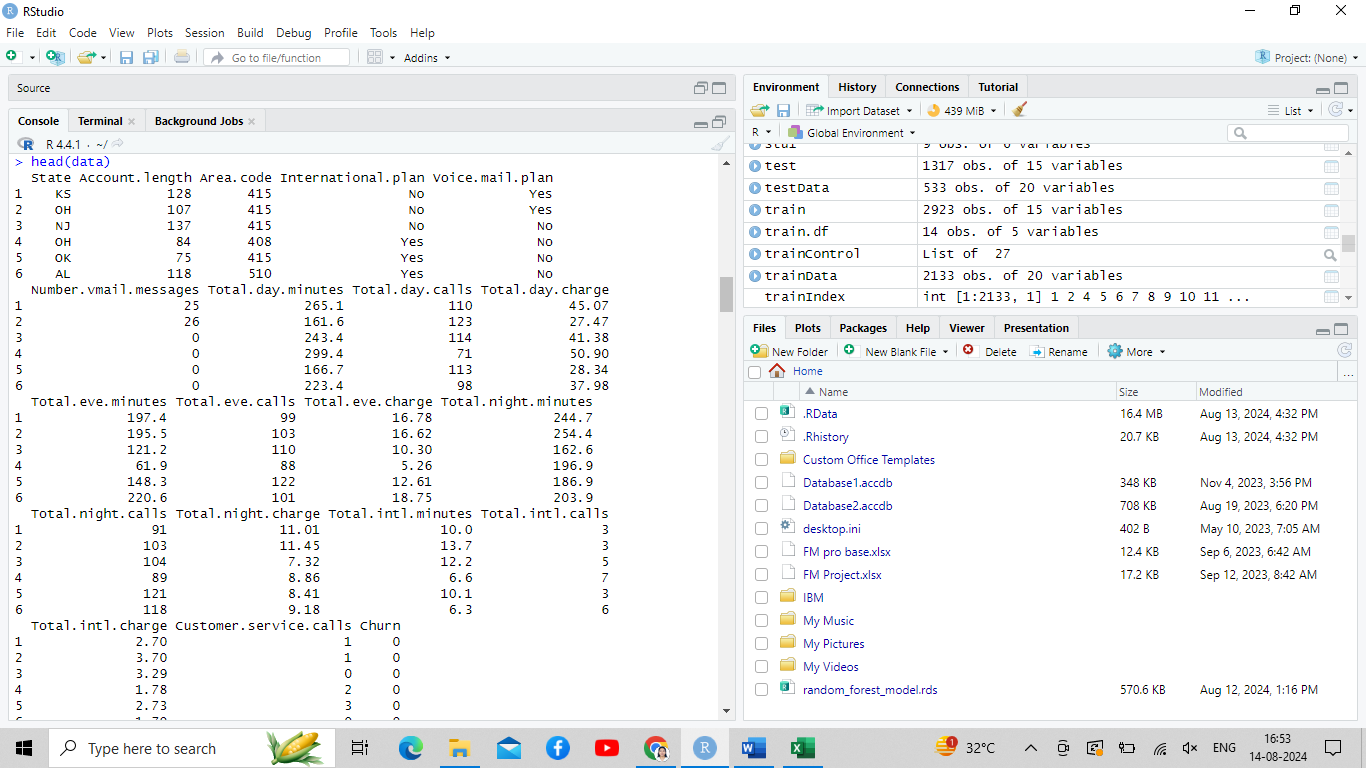 RStudio
File Edit Code View Plots Session Build Debug Profile Tools Help
Go to file/function Addins Project: (None)
Source
Console Terminal Background Jobs
R 4.4.1 · ~/
> head(data)
State Account.length Area.code International.plan Voice.mail.plan
1 KS 128 415 No Yes
2 OH 107 415 No Yes
3 NJ 137 415 No No
4 OH 84 408 Yes No
5 OK 75 415 Yes No
6 AL 118 510 Yes No
Number.vmail.messages Total.day.minutes Total.day.calls Total.day.charge
1 25 265.1 110 45.07
2 26 161.6 123 27.47
3 0 243.4 114 41.38
4 0 299.4 71 50.90
5 0 166.7 113 28.34
6 0 223.4 98 37.98
Total.eve.minutes Total.eve.calls Total.eve.charge Total.night.minutes
1 197.4 99 16.78 244.7
2 195.5 103 16.62 254.4
3 121.2 110 10.30 162.6
4 61.9 88 5.26 196.9
5 148.3 122 12.61 186.9
6 220.6 101 18.75 203.9
Total.night.calls Total.night.charge Total.intl.minutes Total.intl.calls
1 91 11.01 10.0 3
2 103 11.45 13.7 3
3 104 7.32 12.2 5
4 89 8.86 6.6 7
5 121 8.41 10.1 3
6 118 9.18 6.3 6
Total.intl.charge Customer.service.calls Churn
1 2.70 1 0
2 3.70 1 0
3 3.29 0 0
4 1.78 2 0
5 2.73 3 0
Environment History Connections Tutorial
Import Dataset 439 MiB List
R Global Environment
test 1317 obs. of 15 variables
testData 533 obs. of 20 variables
train 2923 obs. of 15 variables
train.df 14 obs. of 5 variables
trainControl List of 27
trainData 2133 obs. of 20 variables
trainIndex int [1:2133, 1] 1 2 4 5 6 7 8 9 10 11 ...
Files Plots Packages Help Viewer Presentation
New Folder New Blank File Delete Rename More
Home ...
Name Size Modified
.RData 16.4 MB Aug 13, 2024, 4:32 PM
.Rhistory 20.7 KB Aug 13, 2024, 4:32 PM
Custom Office Templates
Database1.accdb 348 KB Nov 4, 2023, 3:56 PM
Database2.accdb 708 KB Aug 19, 2023, 6:20 PM
desktop.ini 402 B May 10, 2023, 7:05 AM
FM pro base.xlsx 12.4 KB Sep 6, 2023, 6:42 AM
FM Project.xlsx 17.2 KB Sep 12, 2023, 8:42 AM
IBM
My Music
My Pictures
My Videos
random_forest_model.rds 570.6 KB Aug 12, 2024, 1:16 PM
Type here to search
1 32°C ENG 16:53
14-08-2024